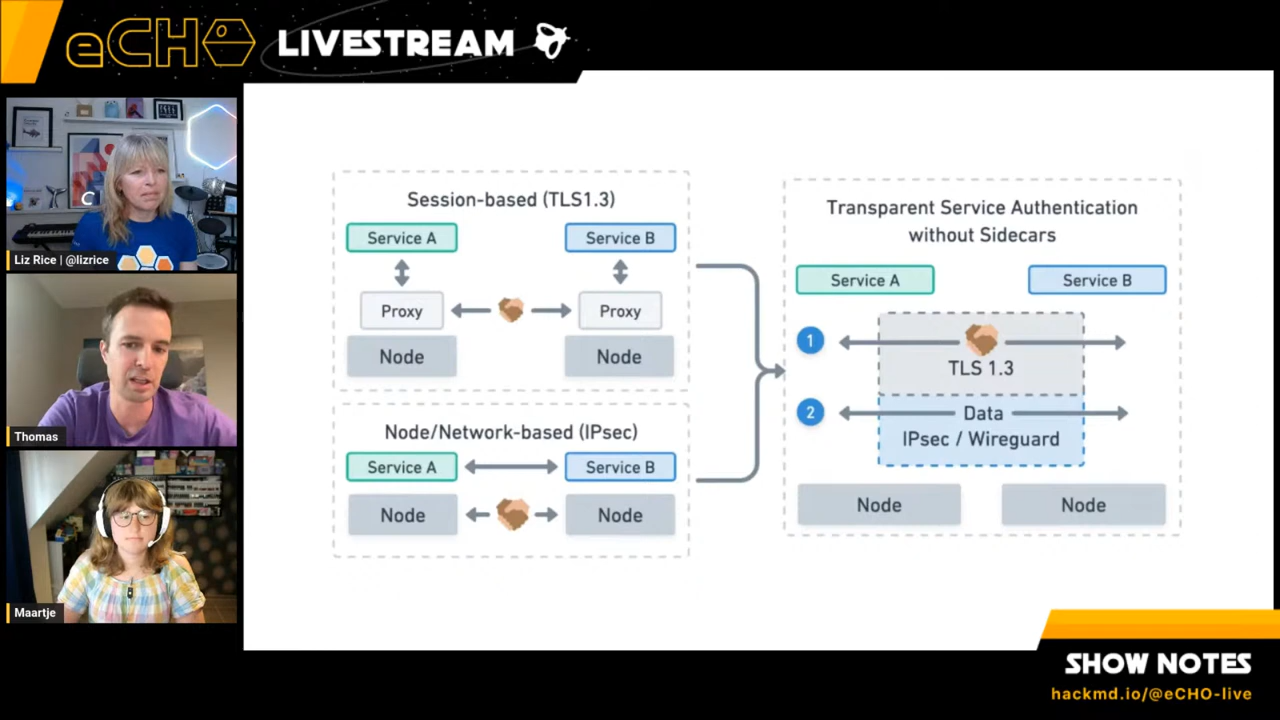 eCHO
LIVESTREAM
Liz Rice | @lizrice
Thomas
Maartje
Session-based (TLS1.3)
Service A
Service B
Proxy
Proxy
Node
Node
Node/Network-based (IPsec)
Service A
Service B
Node
Node
Transparent Service Authentication
without Sidecars
Service A
Service B
1
TLS 1.3
2
Data
IPsec / Wireguard
Node
Node
SHOW NOTES
hackmd.io/@eCHO-live